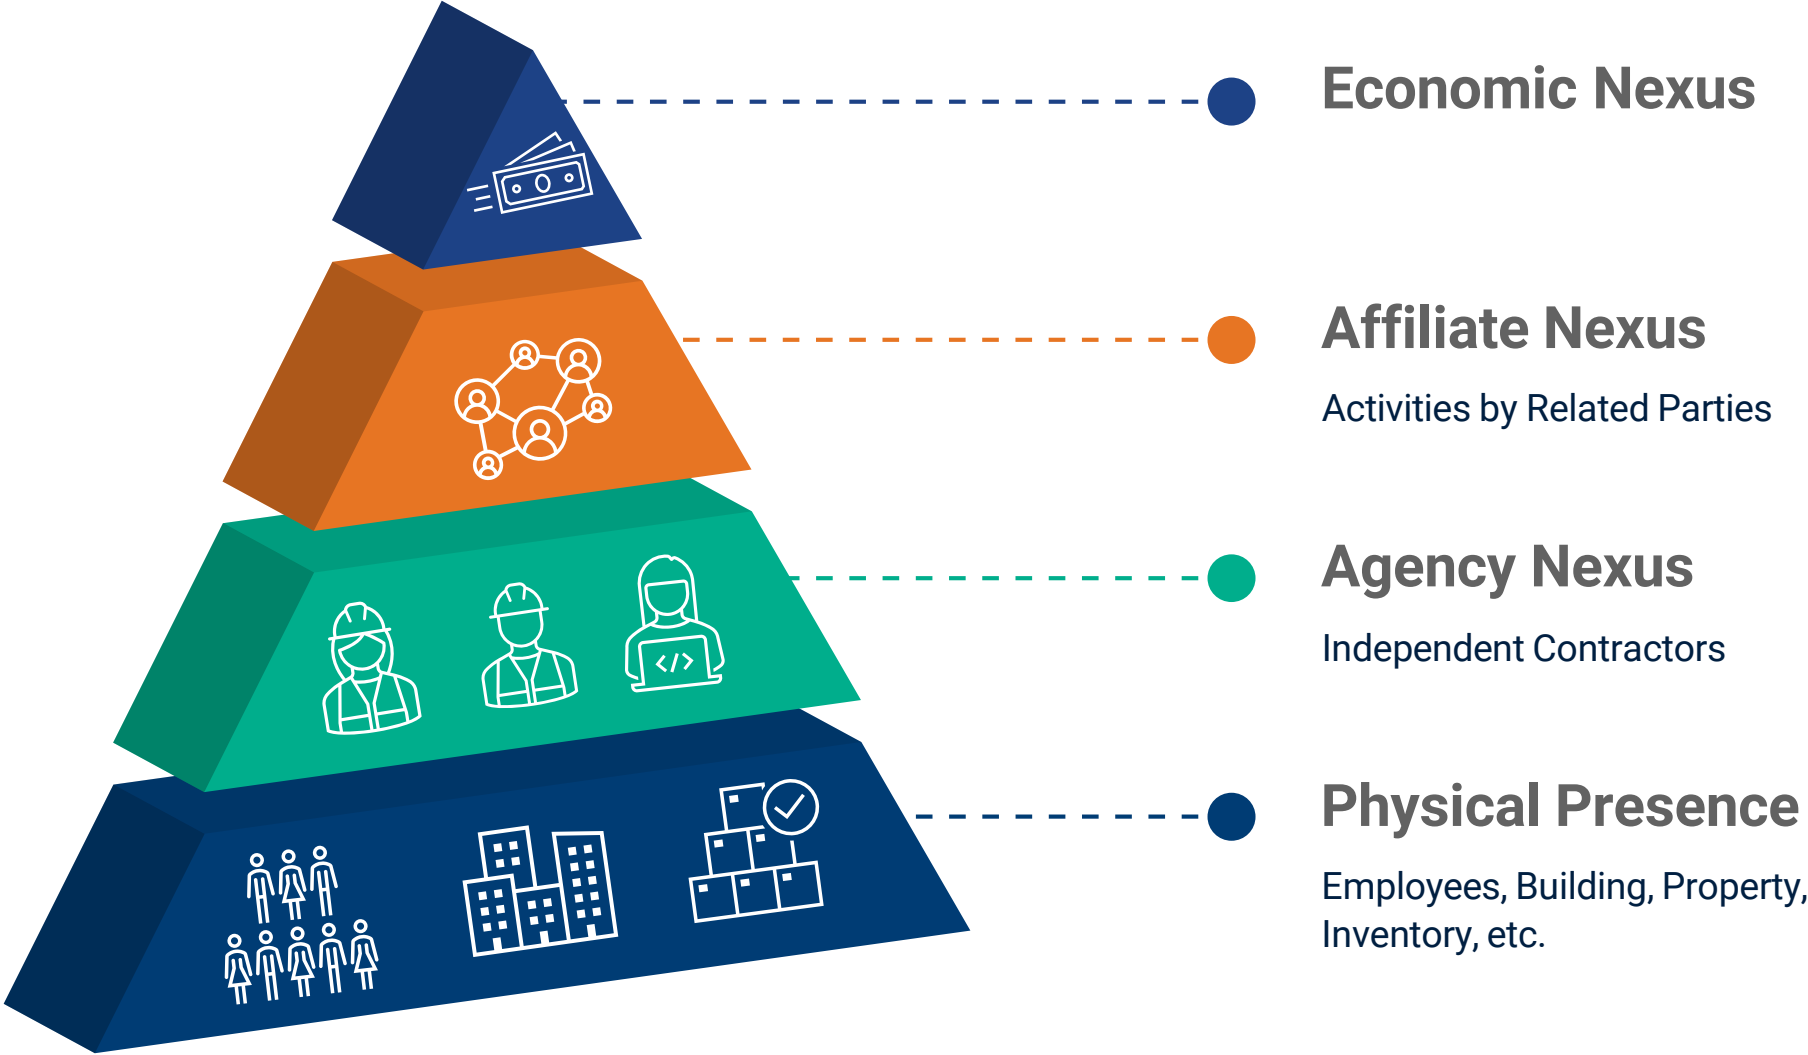 Economic Nexus
Affiliate Nexus
Activities by Related Parties
Agency Nexus
Independent Contractors
</>
Physical Presence
Employees, Building, Property,
Inventory, etc.